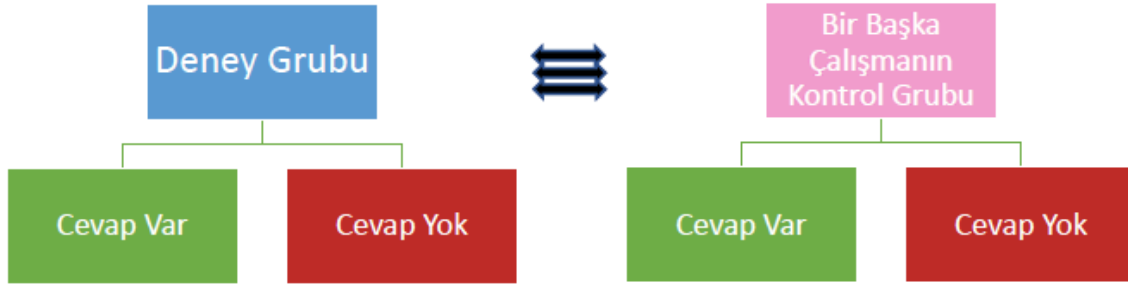 Deney Grubu
Bir Başka
Çalışmanın
Kontrol Grubu
Cevap Var
Cevap Yok
Cevap Var
Cevap Yok